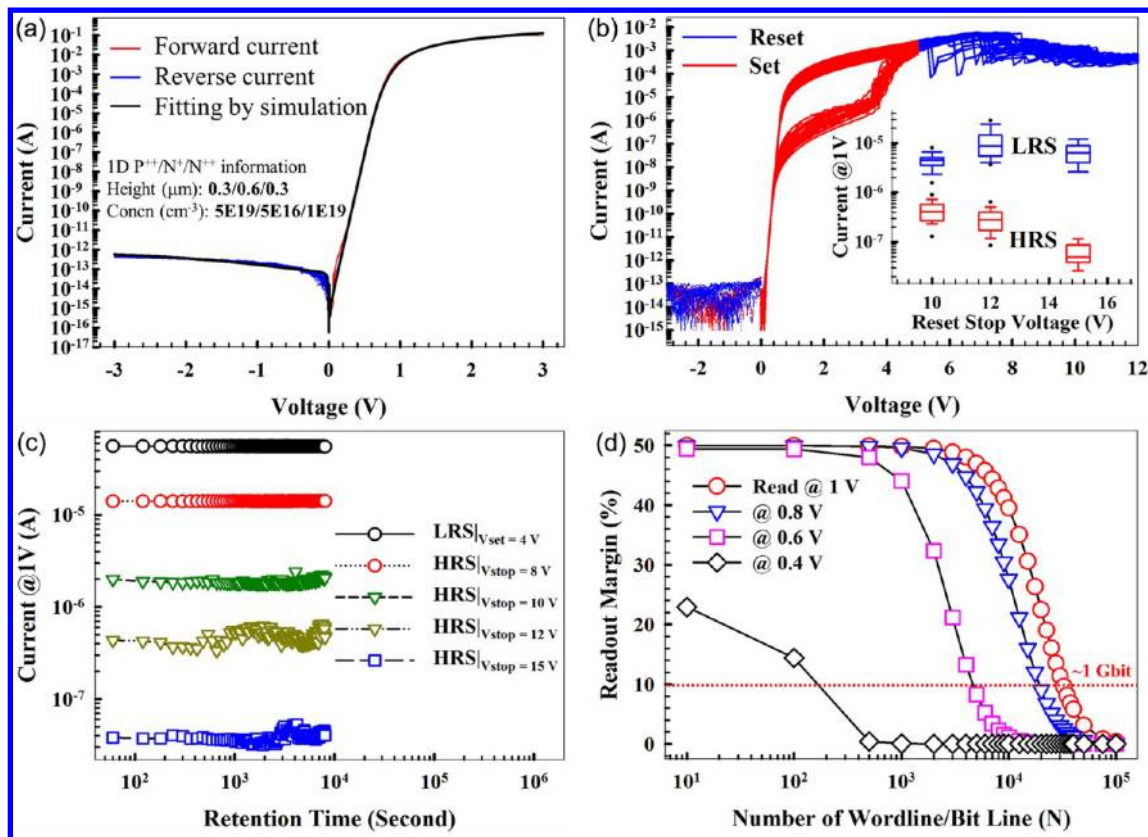 (a)
10⁻¹
10⁻²
10⁻³
10⁻⁴
10⁻⁵
10⁻⁶
10⁻⁷
10⁻⁸
10⁻⁹
10⁻¹⁰
10⁻¹¹
10⁻¹²
10⁻¹³
10⁻¹⁴
10⁻¹⁵
10⁻¹⁶
10⁻¹⁷
Current (A)
Forward current
Reverse current
Fitting by simulation
1D P⁺⁺/N⁺/N⁺⁺ information
Height (μm): 0.3/0.6/0.3
Concn (cm⁻³): 5E19/5E16/1E19
-3 -2 -1 0 1 2 3
Voltage (V)
(b)
10⁻²
10⁻³
10⁻⁴
10⁻⁵
10⁻⁶
10⁻⁷
10⁻⁸
10⁻⁹
10⁻¹⁰
10⁻¹¹
10⁻¹²
10⁻¹³
10⁻¹⁴
10⁻¹⁵
Current (A)
Reset
Set
Current @1V
10⁻⁵
10⁻⁶
10⁻⁷
LRS
HRS
10 12 14 16
Reset Stop Voltage (V)
-2 0 2 4 6 8 10 12
Voltage (V)
(c)
Current @1V (A)
10⁻⁵
10⁻⁶
10⁻⁷
LRS|Vset = 4 V
HRS|Vstop = 8 V
HRS|Vstop = 10 V
HRS|Vstop = 12 V
HRS|Vstop = 15 V
10² 10³ 10⁴ 10⁵ 10⁶
Retention Time (Second)
(d)
Readout Margin (%)
50
40
30
20
10
0
Read @ 1 V
@ 0.8 V
@ 0.6 V
@ 0.4 V
~1 Gbit
10¹ 10² 10³ 10⁴ 10⁵
Number of Wordline/Bit Line (N)